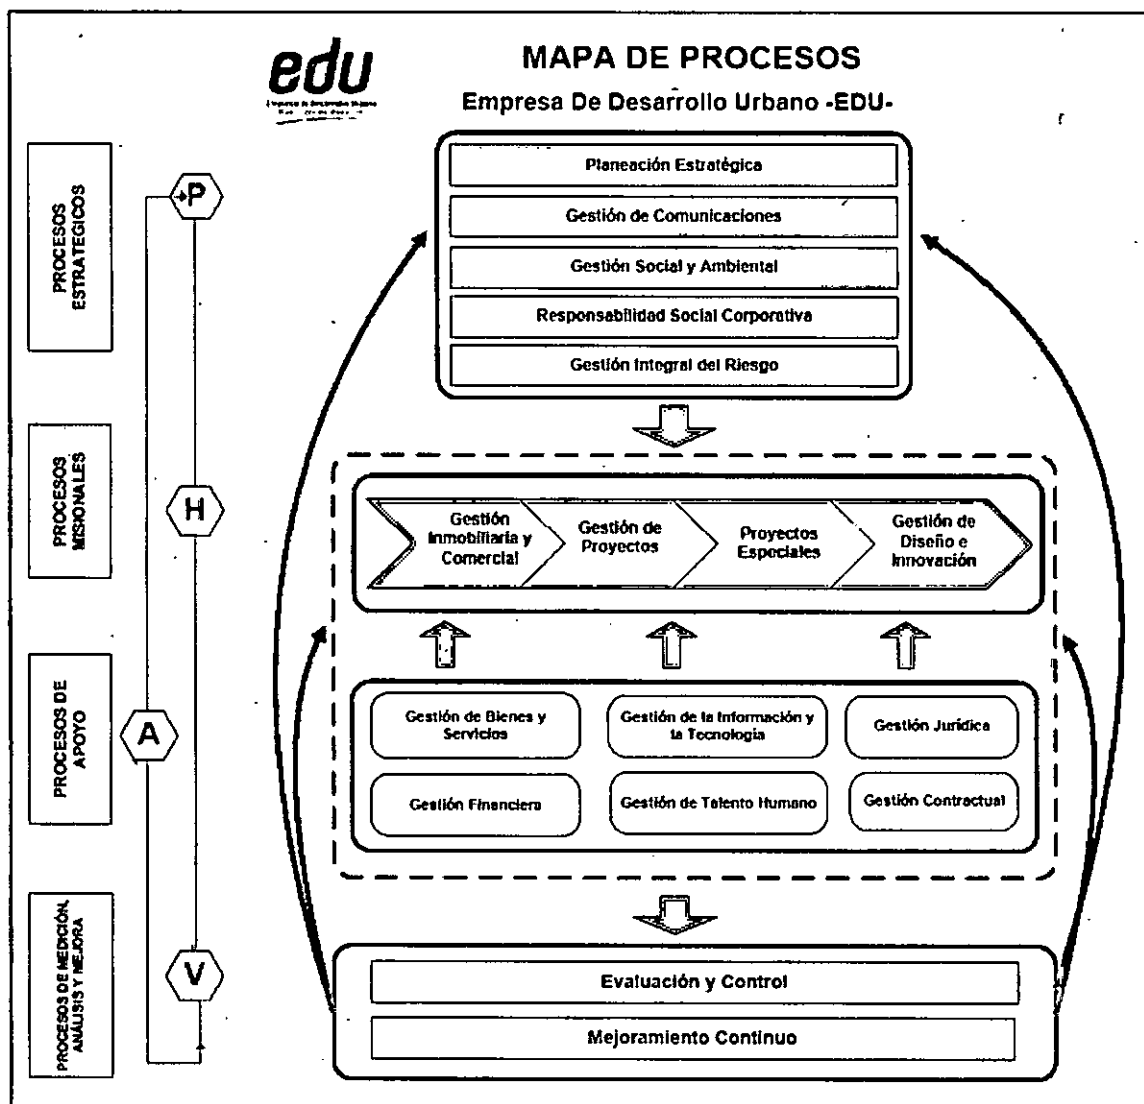 edu
MAPA DE PROCESOS
Empresa De Desarrollo Urbano -EDU-
PROCESOS
ESTRATEGICOS
P
Planeación Estratégica
Gestión de Comunicaciones
Gestión Social y Ambiental
Responsabilidad Social Corporativa
Gestión Integral del Riesgo
PROCESOS
MISIONALES
H
Gestión
Inmobiliaria y
Comercial
Gestión de
Proyectos
Proyectos
Especiales
Gestión de
Diseño e
Innovación
PROCESOS DE
APOYO
A
Gestión de Bienes y
Servicios
Gestión de la Información y
la Tecnología
Gestión Jurídica
Gestión Financiera
Gestión de Talento Humano
Gestión Contractual
PROCESOS DE MEDICIÓN,
ANÁLISIS Y MEJORA
V
Evaluación y Control
Mejoramiento Continuo